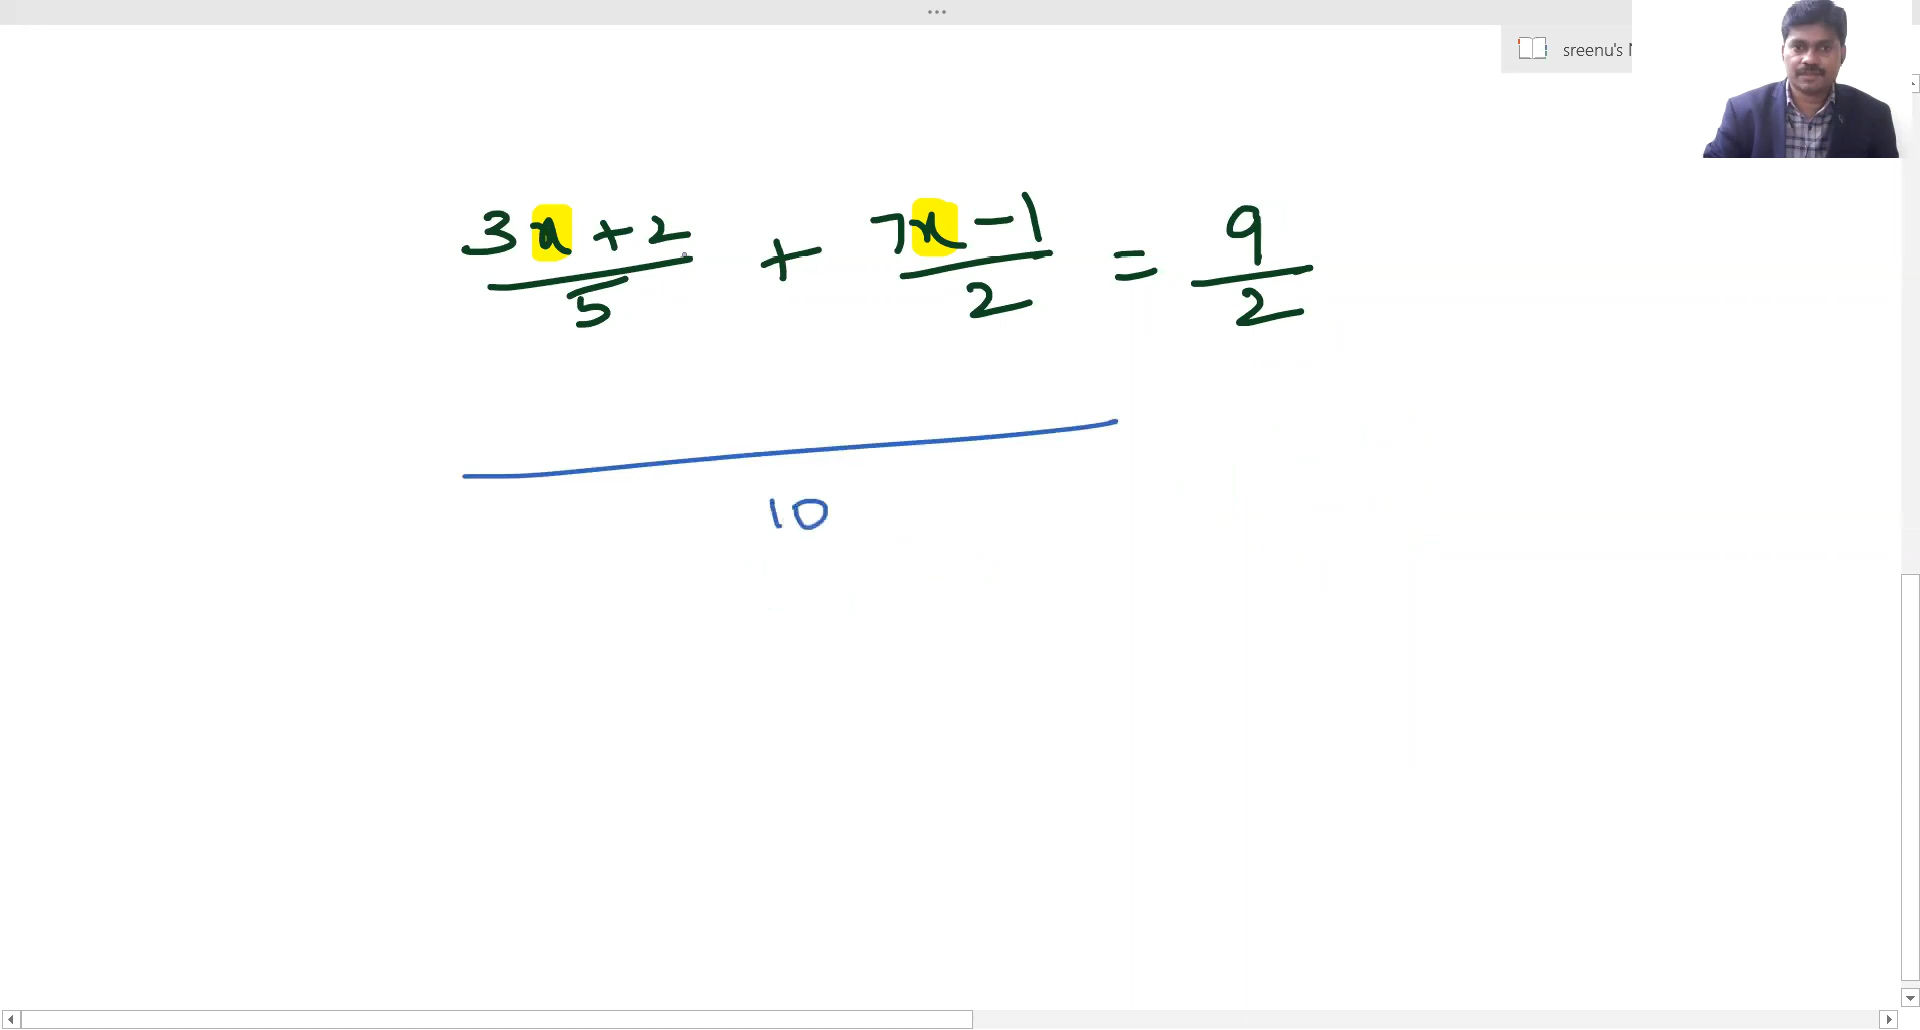 sreenu's
3x + 2 / 5 + 7x - 1 / 2 = 9 / 2
10